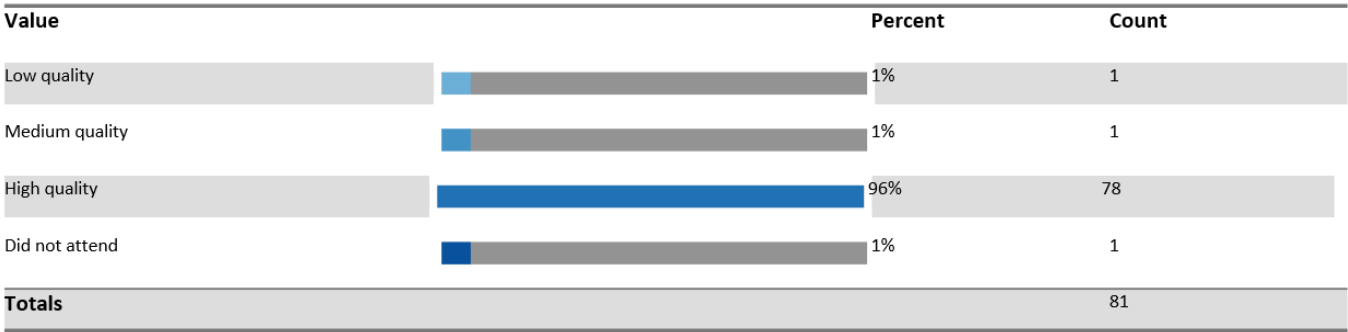 Value Percent Count
Low quality 1% 1
Medium quality 1% 1
High quality 96% 78
Did not attend 1% 1
Totals 81